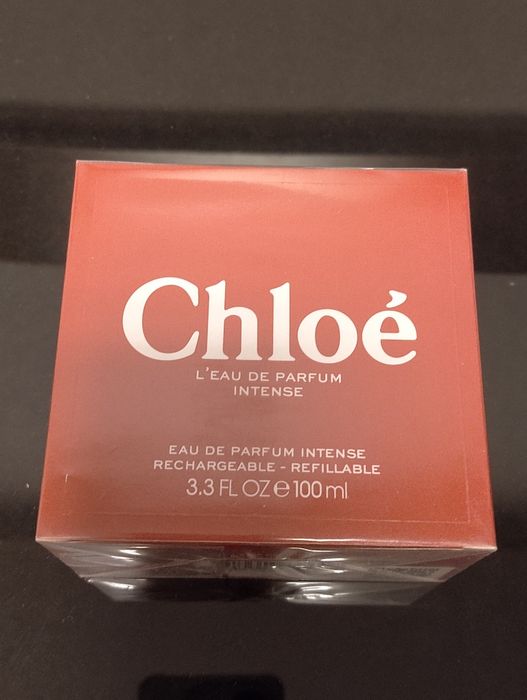 Chloé
L'EAU DE PARFUM
INTENSE
EAU DE PARFUM INTENSE
RECHARGEABLE - REFILLABLE
3.3 FL OZ ℮ 100 ml